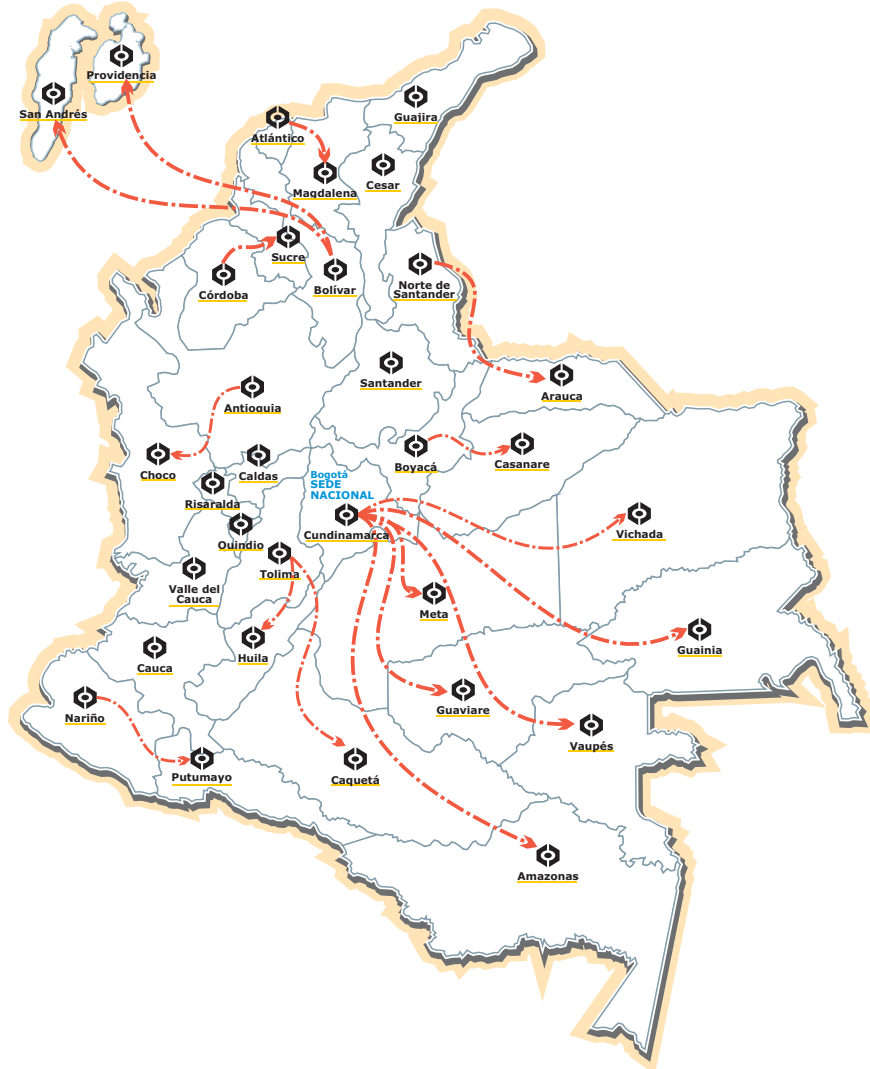 Providencia
San Andrés
Guajira
Atlántico
Cesar
Magdalena
Sucre
Córdoba
Bolívar
Norte de
Santander
Santander
Arauca
Antioquia
Boyacá
Casanare
Choco
Caldas
Bogotá
SEDE
NACIONAL
Risaralda
Cundinamarca
Vichada
Quindio
Tolima
Valle del
Cauca
Meta
Cauca
Huila
Guainia
Nariño
Guaviare
Vaupés
Putumayo
Caquetá
Amazonas